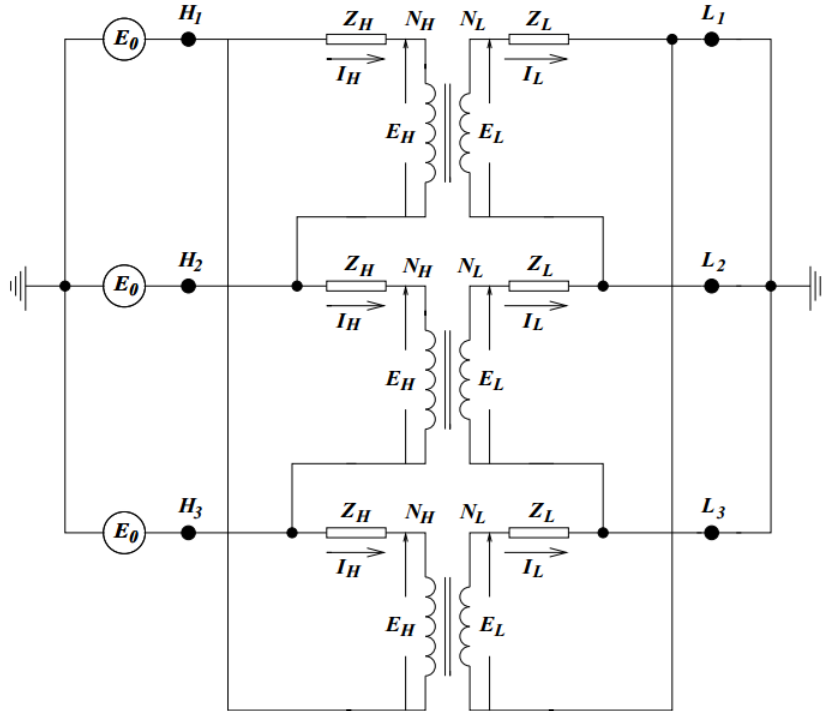 H1 ZH NH NL ZL L1
E0
IH IL
EH EL
H2 ZH NH NL ZL L2
E0
IH IL
EH EL
H3 ZH NH NL ZL L3
E0
IH IL
EH EL